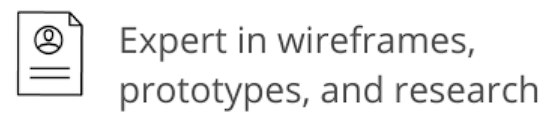 Expert in wireframes,
prototypes, and research